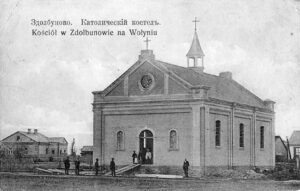 Здолбуново. Католическій костелъ.
Kościół w Zdołbunowie na Wołyniu